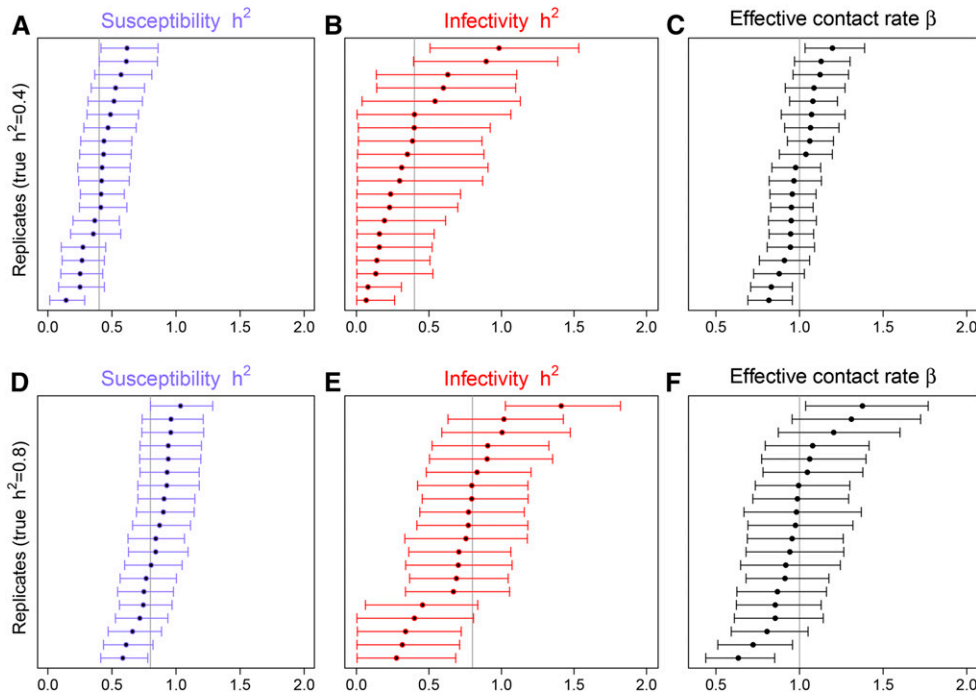 A Susceptibility h²
B Infectivity h²
C Effective contact rate β
Replicates (true h²=0.4)
0.0 0.5 1.0 1.5 2.0
0.0 0.5 1.0 1.5 2.0
0.5 1.0 1.5 2.0
D Susceptibility h²
E Infectivity h²
F Effective contact rate β
Replicates (true h²=0.8)
0.0 0.5 1.0 1.5 2.0
0.0 0.5 1.0 1.5 2.0
0.5 1.0 1.5 2.0